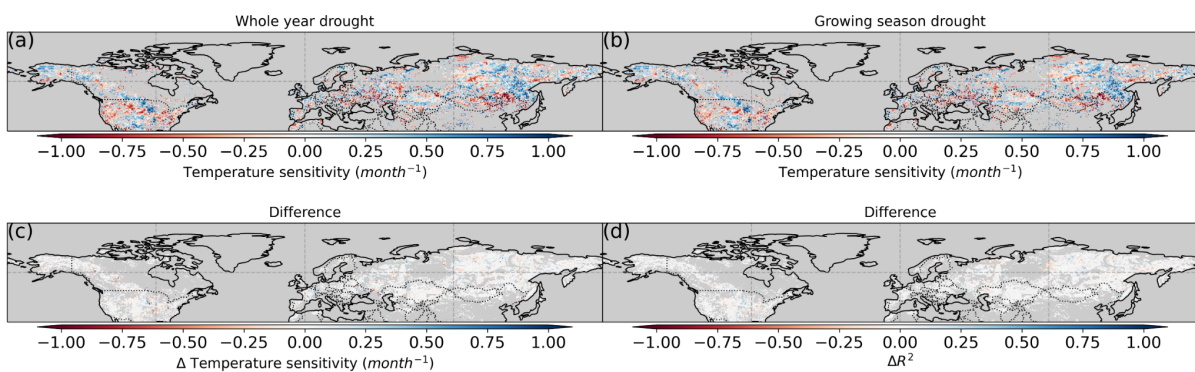 Whole year drought
(a)
−1.00 −0.75 −0.50 −0.25 0.00 0.25 0.50 0.75 1.00
Temperature sensitivity (month⁻¹)
Growing season drought
(b)
−1.00 −0.75 −0.50 −0.25 0.00 0.25 0.50 0.75 1.00
Temperature sensitivity (month⁻¹)
Difference
(c)
−1.00 −0.75 −0.50 −0.25 0.00 0.25 0.50 0.75 1.00
Δ Temperature sensitivity (month⁻¹)
Difference
(d)
−1.00 −0.75 −0.50 −0.25 0.00 0.25 0.50 0.75 1.00
ΔR²